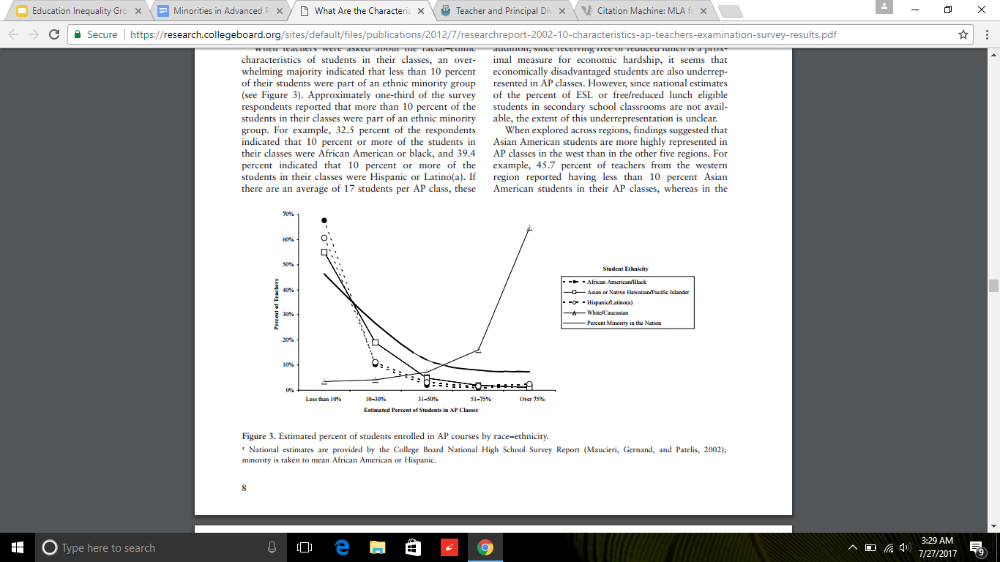 Education Inequality Gro
Minorities in Advanced P
What Are the Characteris
Teacher and Principal Div
Citation Machine: MLA fo
Secure
https://research.collegeboard.org/sites/default/files/publications/2012/7/researchreport-2002-10-characteristics-ap-teachers-examination-survey-results.pdf
When teachers were asked about the racial–ethnic
characteristics of students in their classes, an over-
whelming majority indicated that less than 10 percent
of their students were part of an ethnic minority group
(see Figure 3). Approximately one-third of the survey
respondents reported that more than 10 percent of the
students in their classes were part of an ethnic minority
group. For example, 32.5 percent of the respondents
indicated that 10 percent or more of the students in
their classes were African American or black, and 39.4
percent indicated that 10 percent or more of the
students in their classes were Hispanic or Latino(a). If
there are an average of 17 students per AP class, these
addition, since receiving free or reduced lunch is a prox-
imal measure for economic hardship, it seems that
economically disadvantaged students are also underrep-
resented in AP classes. However, since national estimates
of the percent of ESL or free/reduced lunch eligible
students in secondary school classrooms are not avail-
able, the extent of this underrepresentation is unclear.
When explored across regions, findings suggested that
Asian American students are more highly represented in
AP classes in the west than in the other five regions. For
example, 45.7 percent of teachers from the western
region reported having less than 10 percent Asian
American students in their AP classes, whereas in the
70%
60%
50%
40%
30%
20%
10%
0%
Percent of Teachers
Less than 10%
10–30%
31–50%
51–75%
Over 75%
Estimated Percent of Students in AP Classes
Student Ethnicity
African American/Black
Asian or Native Hawaiian/Pacific Islander
Hispanic/Latino(a)
White/Caucasian
Percent Minority in the Nation
Figure 3. Estimated percent of students enrolled in AP courses by race–ethnicity.
National estimates are provided by the College Board National High School Survey Report (Maucieri, Gernand, and Patelis, 2002);
minority is taken to mean African American or Hispanic.
8
Type here to search
3:29 AM
7/27/2017
9